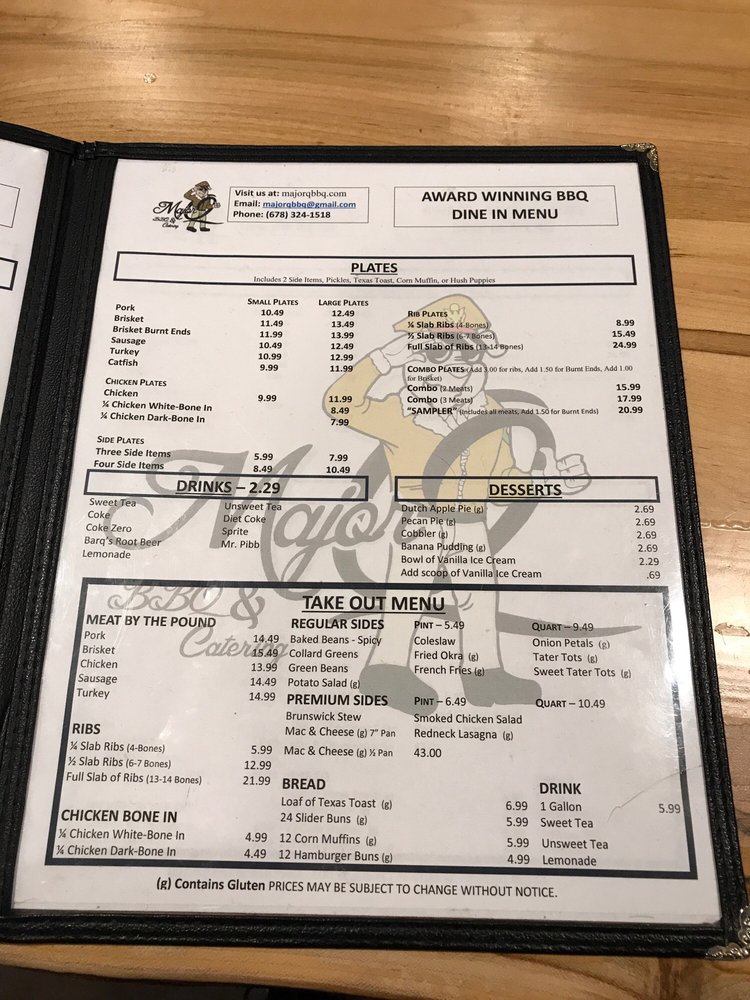 Major Q
BBQ &
Catering
Visit us at: majorqbbq.com
Email: majorqbbq@gmail.com
Phone: (678) 324-1518
AWARD WINNING BBQ
DINE IN MENU
PLATES
Includes 2 Side Items, Pickles, Texas Toast, Corn Muffin, or Hush Puppies
SMALL PLATES LARGE PLATES
Pork 10.49 12.49
Brisket 11.49 13.49
Brisket Burnt Ends 11.99 13.99
Sausage 10.49 12.49
Turkey 10.99 12.99
Catfish 9.99 11.99
CHICKEN PLATES
Chicken 9.99 11.99
¼ Chicken White-Bone In 8.49
¼ Chicken Dark-Bone In 7.99
SIDE PLATES
Three Side Items 5.99 7.99
Four Side Items 8.49 10.49
RIB PLATES
¼ Slab Ribs (4-Bones) 8.99
½ Slab Ribs (6-7 Bones) 15.49
Full Slab of Ribs (13-14 Bones) 24.99
COMBO PLATES (Add 3.00 for ribs, Add 1.50 for Burnt Ends, Add 1.00
for Brisket)
Combo (2 Meats) 15.99
Combo (3 Meats) 17.99
"SAMPLER" (Includes all meats, Add 1.50 for Burnt Ends) 20.99
DRINKS – 2.29
Sweet Tea Unsweet Tea
Coke Diet Coke
Coke Zero Sprite
Barq's Root Beer Mr. Pibb
Lemonade
DESSERTS
Dutch Apple Pie (g) 2.69
Pecan Pie (g) 2.69
Cobbler (g) 2.69
Banana Pudding (g) 2.69
Bowl of Vanilla Ice Cream 2.29
Add scoop of Vanilla Ice Cream .69
Major Q
BBQ &
Catering
TAKE OUT MENU
MEAT BY THE POUND
Pork 14.49
Brisket 15.49
Chicken 13.99
Sausage 14.49
Turkey 14.99
RIBS
¼ Slab Ribs (4-Bones) 5.99
½ Slab Ribs (6-7 Bones) 12.99
Full Slab of Ribs (13-14 Bones) 21.99
CHICKEN BONE IN
¼ Chicken White-Bone In 4.99
¼ Chicken Dark-Bone In 4.49
REGULAR SIDES PINT – 5.49 QUART – 9.49
Baked Beans - Spicy Coleslaw Onion Petals (g)
Collard Greens Fried Okra (g) Tater Tots (g)
Green Beans French Fries (g) Sweet Tater Tots (g)
Potato Salad (g)
PREMIUM SIDES PINT – 6.49 QUART – 10.49
Brunswick Stew Smoked Chicken Salad
Mac & Cheese (g) 7" Pan Redneck Lasagna (g)
Mac & Cheese (g) ½ Pan 43.00
BREAD
Loaf of Texas Toast (g) 6.99
24 Slider Buns (g) 5.99
12 Corn Muffins (g) 5.99
12 Hamburger Buns (g) 4.99
DRINK
1 Gallon 5.99
Sweet Tea
Unsweet Tea
Lemonade
(g) Contains Gluten PRICES MAY BE SUBJECT TO CHANGE WITHOUT NOTICE.